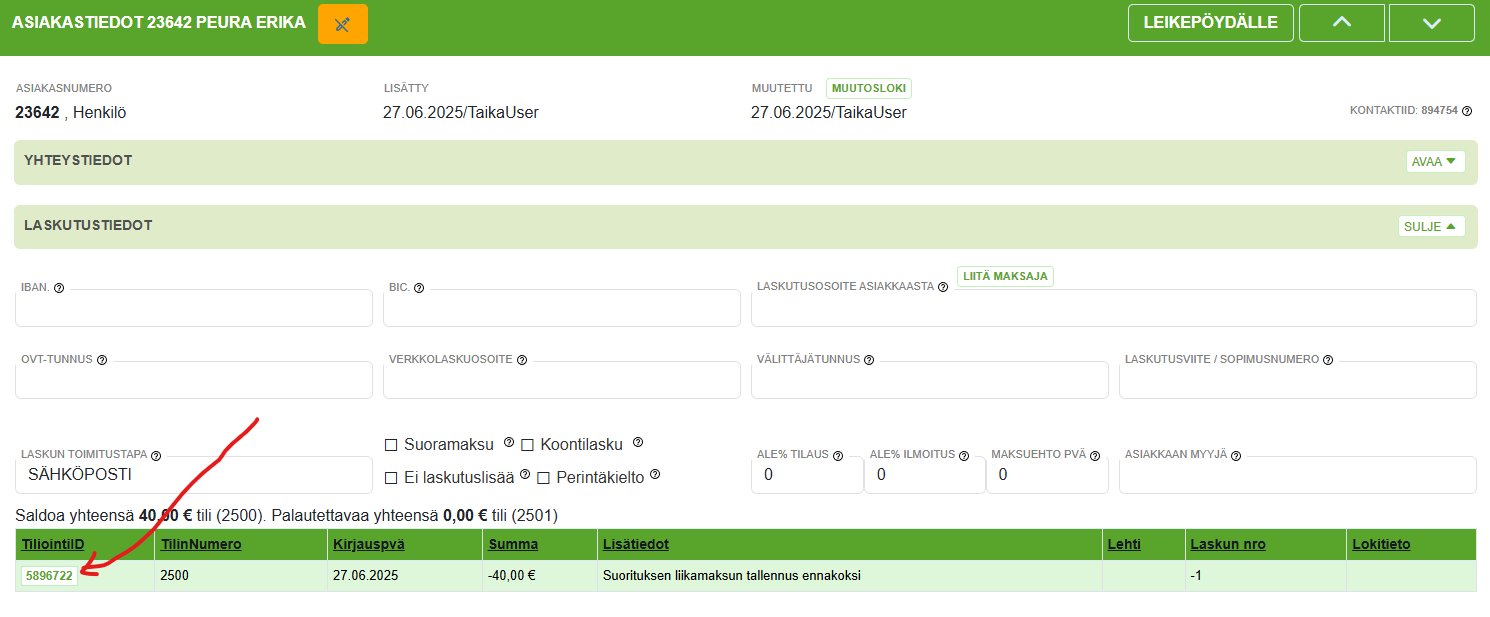 ASIAKASTIEDOT 23642 PEURA ERIKA
LEIKEPÖYDÄLLE
ASIAKASNUMERO LISÄTTY MUUTETTU MUUTOSLOKI
23642 , Henkilö 27.06.2025/TaikaUser 27.06.2025/TaikaUser KONTAKTIID: 894754
YHTEYSTIEDOT AVAA
LASKUTUSTIEDOT SULJE
IBAN. BIC. LASKUTUSOSOITE ASIAKKAASTA LIITÄ MAKSAJA
OVT-TUNNUS VERKKOLASKUOSOITE VÄLITTÄJÄTUNNUS LASKUTUSVIITE / SOPIMUSNUMERO
Suoramaksu Koontilasku
LASKUN TOIMITUSTAPA ALE% TILAUS ALE% ILMOITUS MAKSUEHTO PVÄ ASIAKKAAN MYYJÄ
SÄHKÖPOSTI Ei laskutuslisää Perintäkielto 0 0 0
Saldoa yhteensä 40,00 € tili (2500). Palautettavaa yhteensä 0,00 € tili (2501)
TiliointiID TilinNumero Kirjauspvä Summa Lisätiedot Lehti Laskun nro Lokitieto
5896722 2500 27.06.2025 -40,00 € Suorituksen liikamaksun tallennus ennakoksi -1